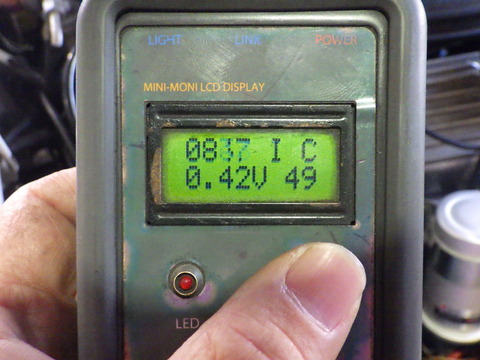 LIGHT LINK POWER
MINI-MONI LCD DISPLAY
0837 I C
0.42V 49
LED